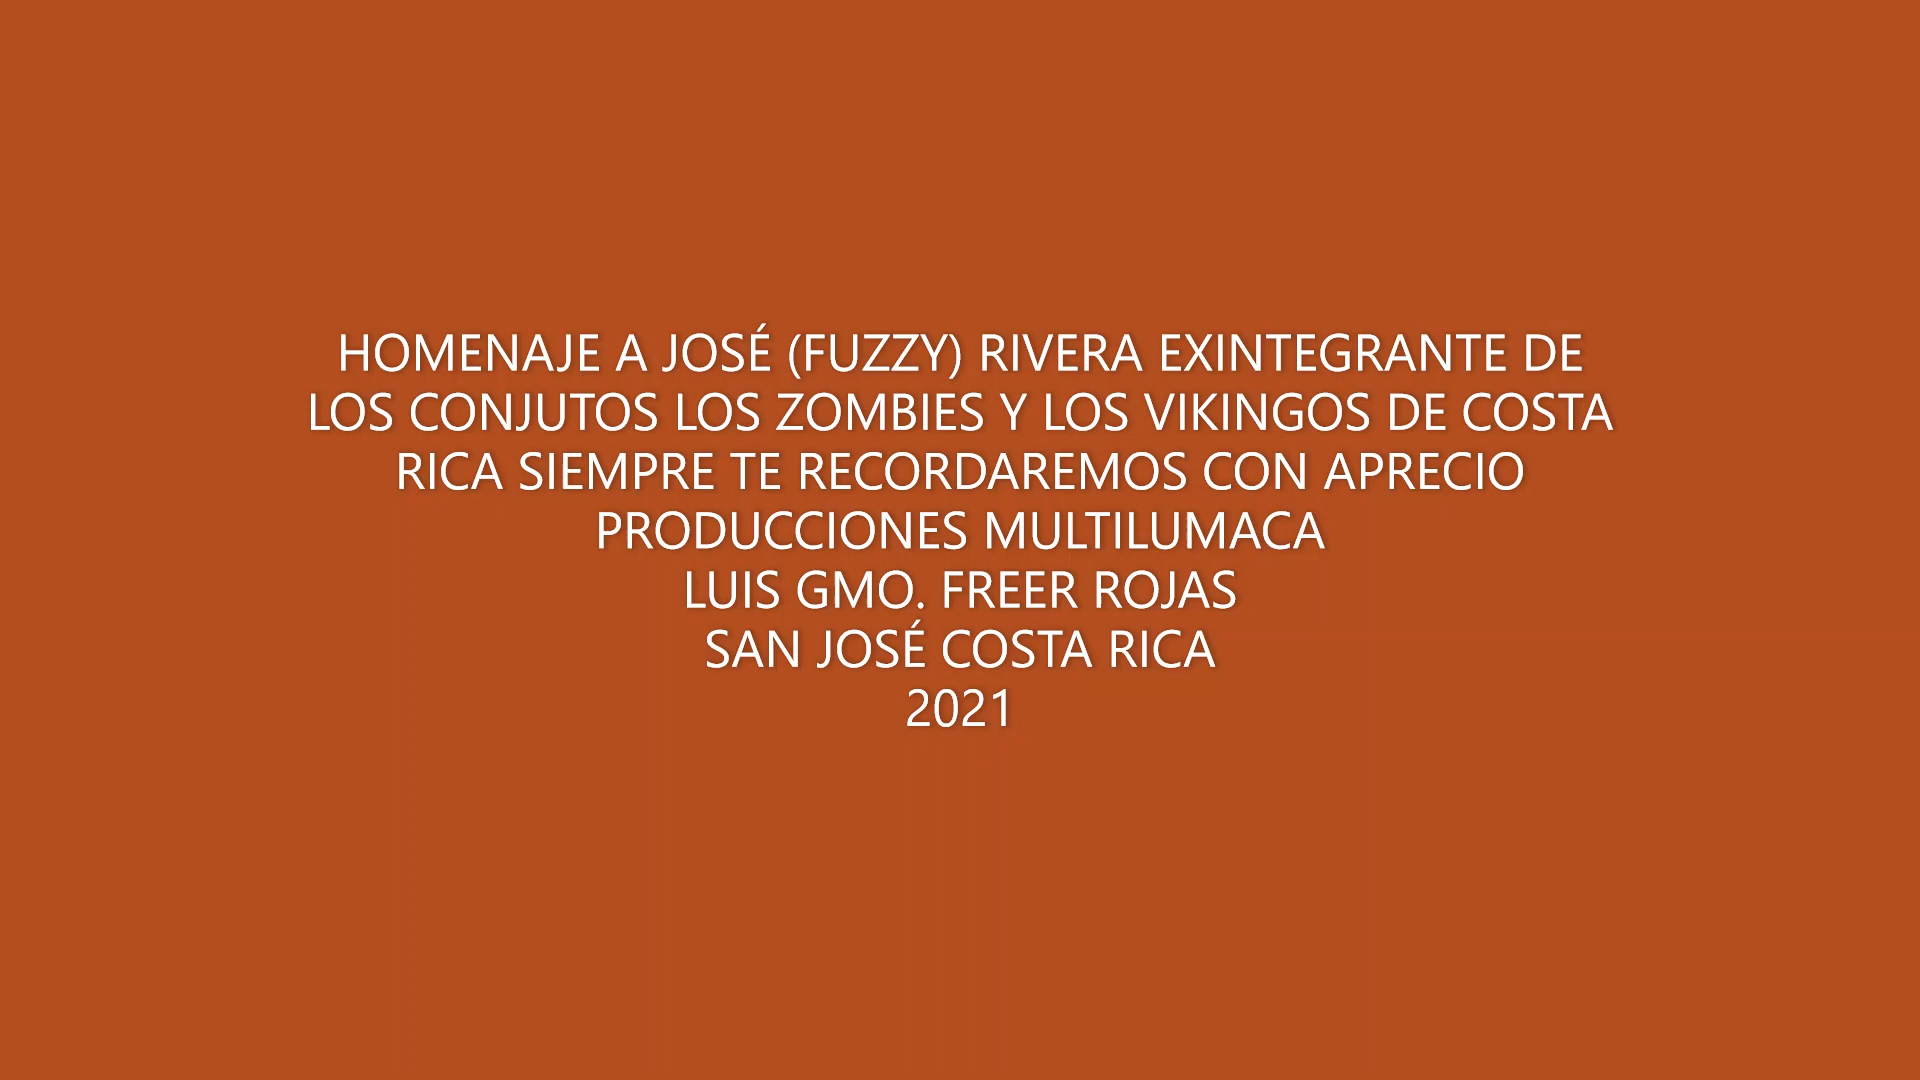 HOMENAJE A JOSÉ (FUZZY) RIVERA EXINTEGRANTE DE
LOS CONJUTOS LOS ZOMBIES Y LOS VIKINGOS DE COSTA
RICA SIEMPRE TE RECORDAREMOS CON APRECIO
PRODUCCIONES MULTILUMACA
LUIS GMO. FREER ROJAS
SAN JOSÉ COSTA RICA
2021